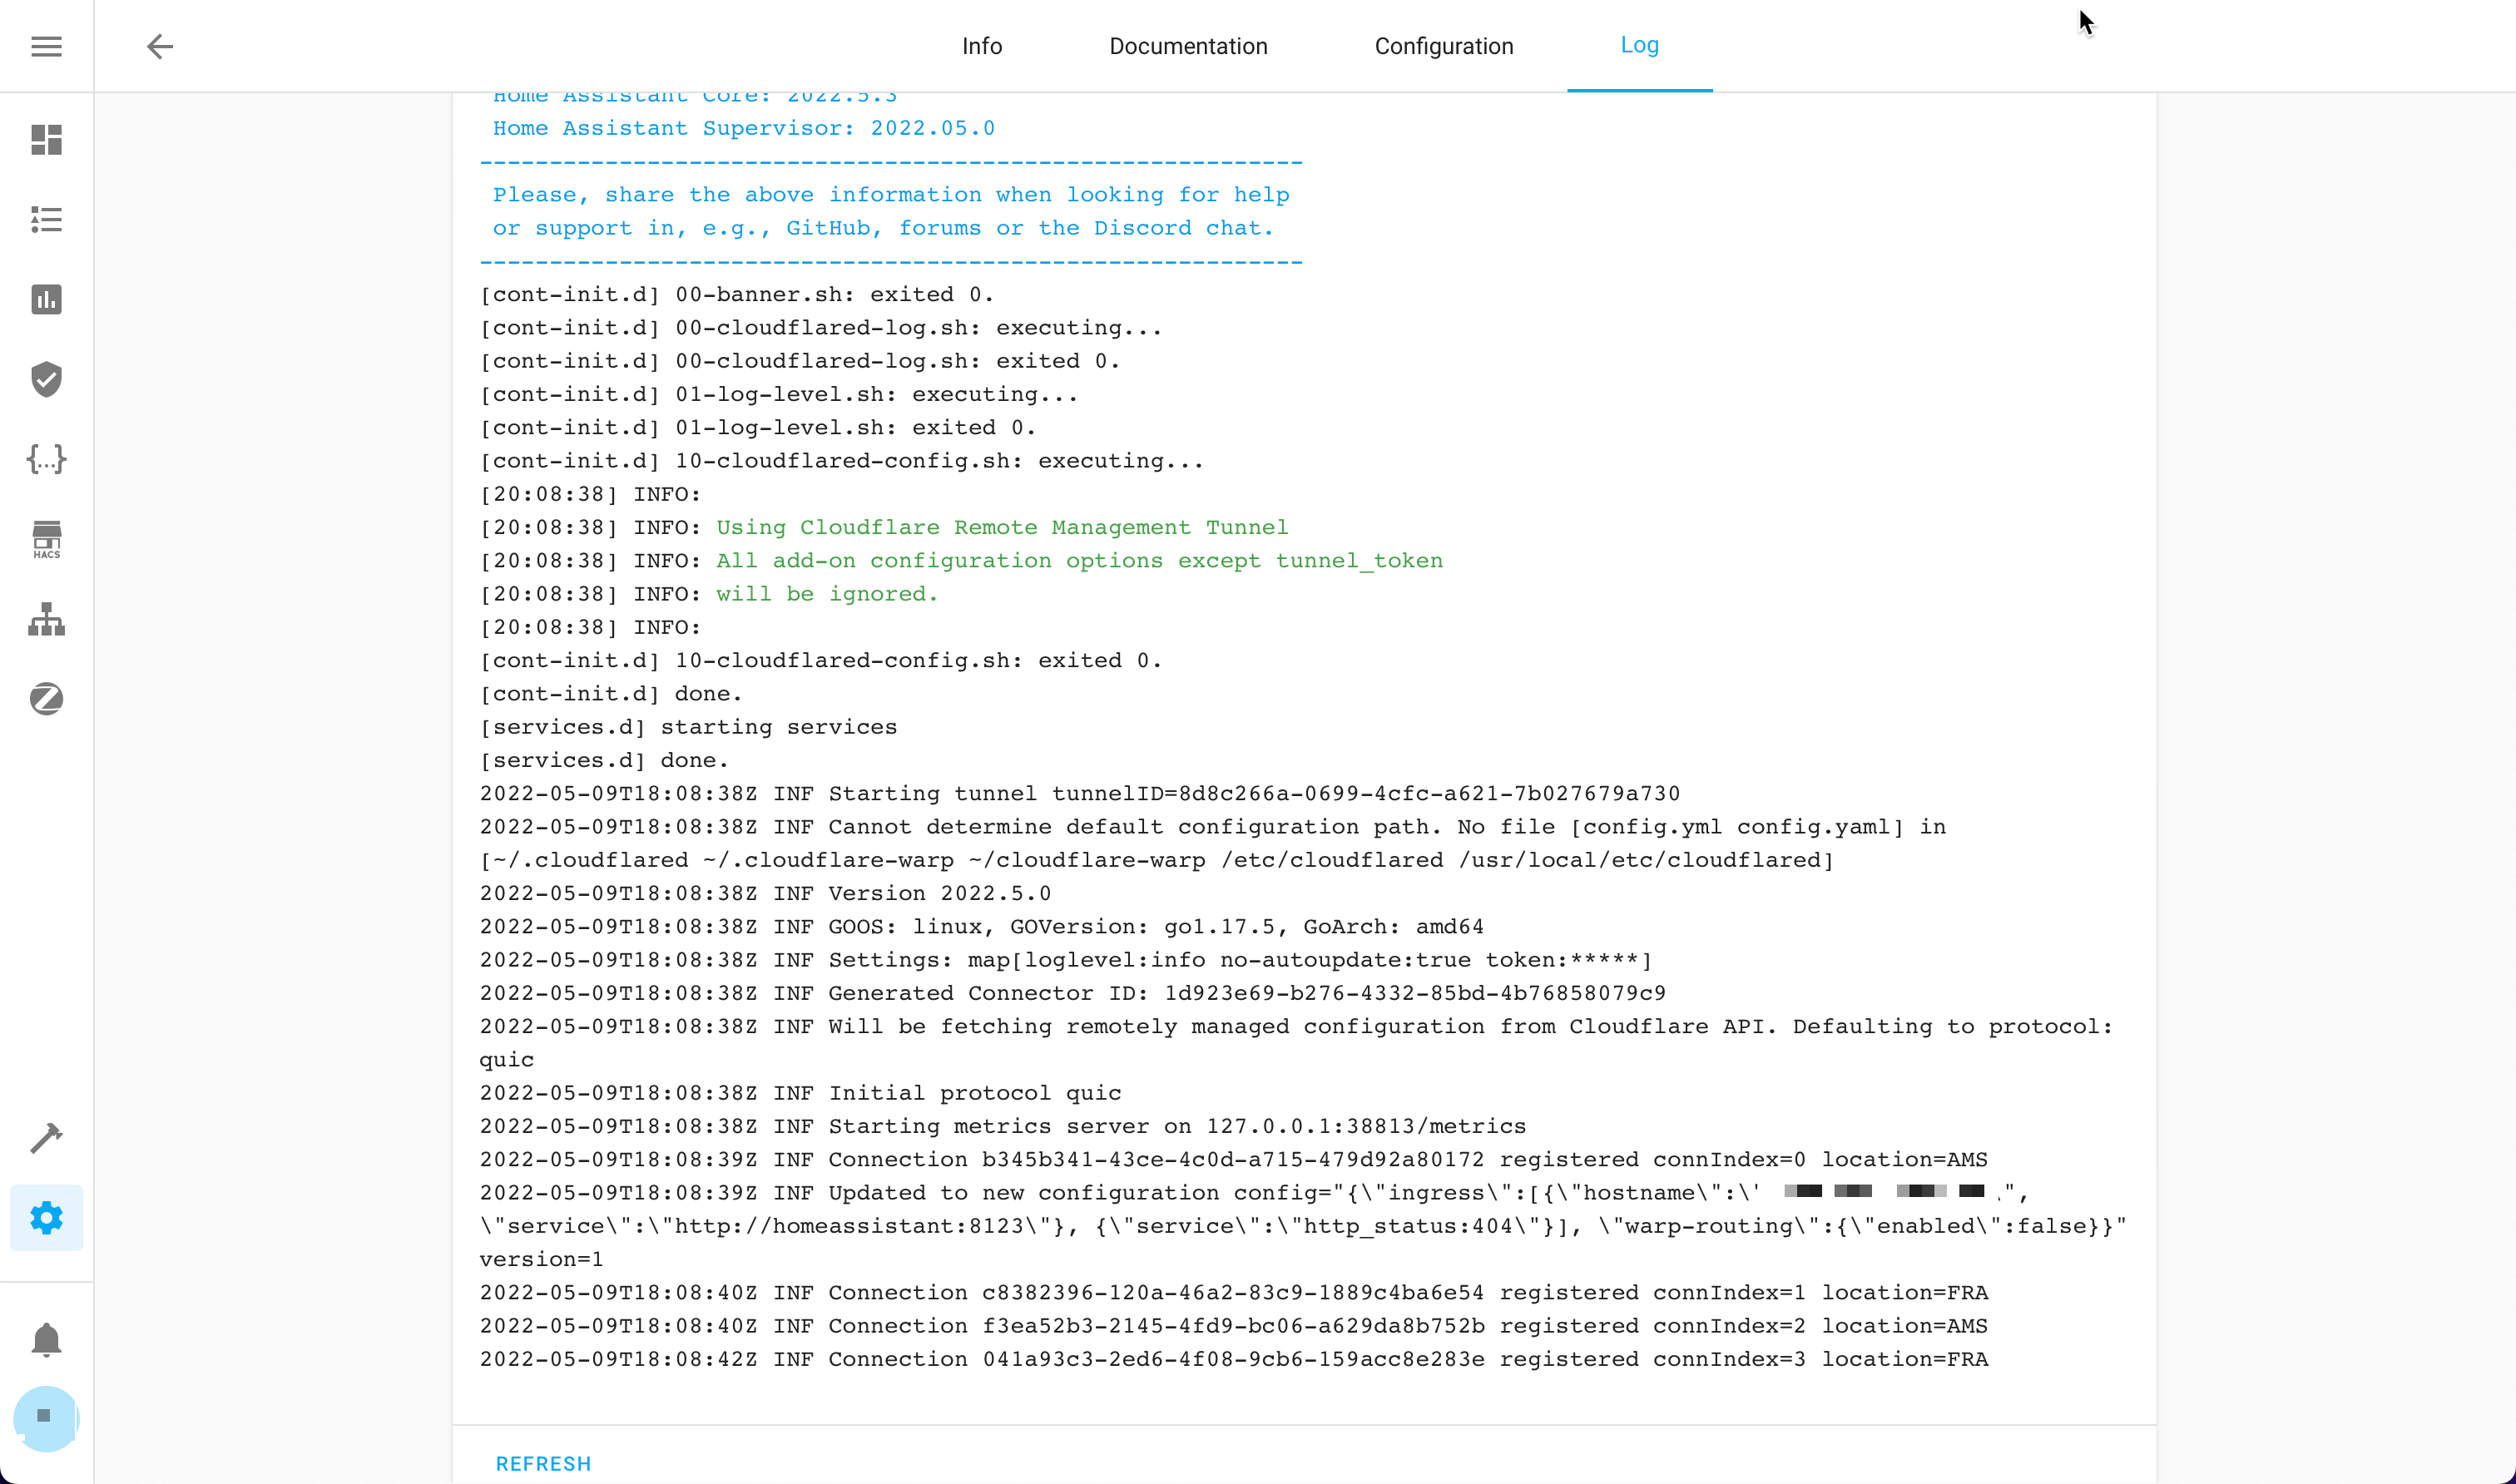 Info Documentation Configuration Log
Home Assistant Core: 2022.5.3
Home Assistant Supervisor: 2022.05.0
-----------------------------------------------------------
Please, share the above information when looking for help
or support in, e.g., GitHub, forums or the Discord chat.
-----------------------------------------------------------
[cont-init.d] 00-banner.sh: exited 0.
[cont-init.d] 00-cloudflared-log.sh: executing...
[cont-init.d] 00-cloudflared-log.sh: exited 0.
[cont-init.d] 01-log-level.sh: executing...
[cont-init.d] 01-log-level.sh: exited 0.
[cont-init.d] 10-cloudflared-config.sh: executing...
[20:08:38] INFO:
[20:08:38] INFO: Using Cloudflare Remote Management Tunnel
[20:08:38] INFO: All add-on configuration options except tunnel_token
[20:08:38] INFO: will be ignored.
[20:08:38] INFO:
[cont-init.d] 10-cloudflared-config.sh: exited 0.
[cont-init.d] done.
[services.d] starting services
[services.d] done.
2022-05-09T18:08:38Z INF Starting tunnel tunnelID=8d8c266a-0699-4cfc-a621-7b027679a730
2022-05-09T18:08:38Z INF Cannot determine default configuration path. No file [config.yml config.yaml] in
[~/.cloudflared ~/.cloudflare-warp ~/cloudflare-warp /etc/cloudflared /usr/local/etc/cloudflared]
2022-05-09T18:08:38Z INF Version 2022.5.0
2022-05-09T18:08:38Z INF GOOS: linux, GOVersion: go1.17.5, GoArch: amd64
2022-05-09T18:08:38Z INF Settings: map[loglevel:info no-autoupdate:true token:*****]
2022-05-09T18:08:38Z INF Generated Connector ID: 1d923e69-b276-4332-85bd-4b76858079c9
2022-05-09T18:08:38Z INF Will be fetching remotely managed configuration from Cloudflare API. Defaulting to protocol:
quic
2022-05-09T18:08:38Z INF Initial protocol quic
2022-05-09T18:08:38Z INF Starting metrics server on 127.0.0.1:38813/metrics
2022-05-09T18:08:39Z INF Connection b345b341-43ce-4c0d-a715-479d92a80172 registered connIndex=0 location=AMS
2022-05-09T18:08:39Z INF Updated to new configuration config="{\"ingress\":[{\"hostname\":\' \",
\"service\":\"http://homeassistant:8123\"}, {\"service\":\"http_status:404\"}], \"warp-routing\":{\"enabled\":false}}"
version=1
2022-05-09T18:08:40Z INF Connection c8382396-120a-46a2-83c9-1889c4ba6e54 registered connIndex=1 location=FRA
2022-05-09T18:08:40Z INF Connection f3ea52b3-2145-4fd9-bc06-a629da8b752b registered connIndex=2 location=AMS
2022-05-09T18:08:42Z INF Connection 041a93c3-2ed6-4f08-9cb6-159acc8e283e registered connIndex=3 location=FRA
HACS
REFRESH